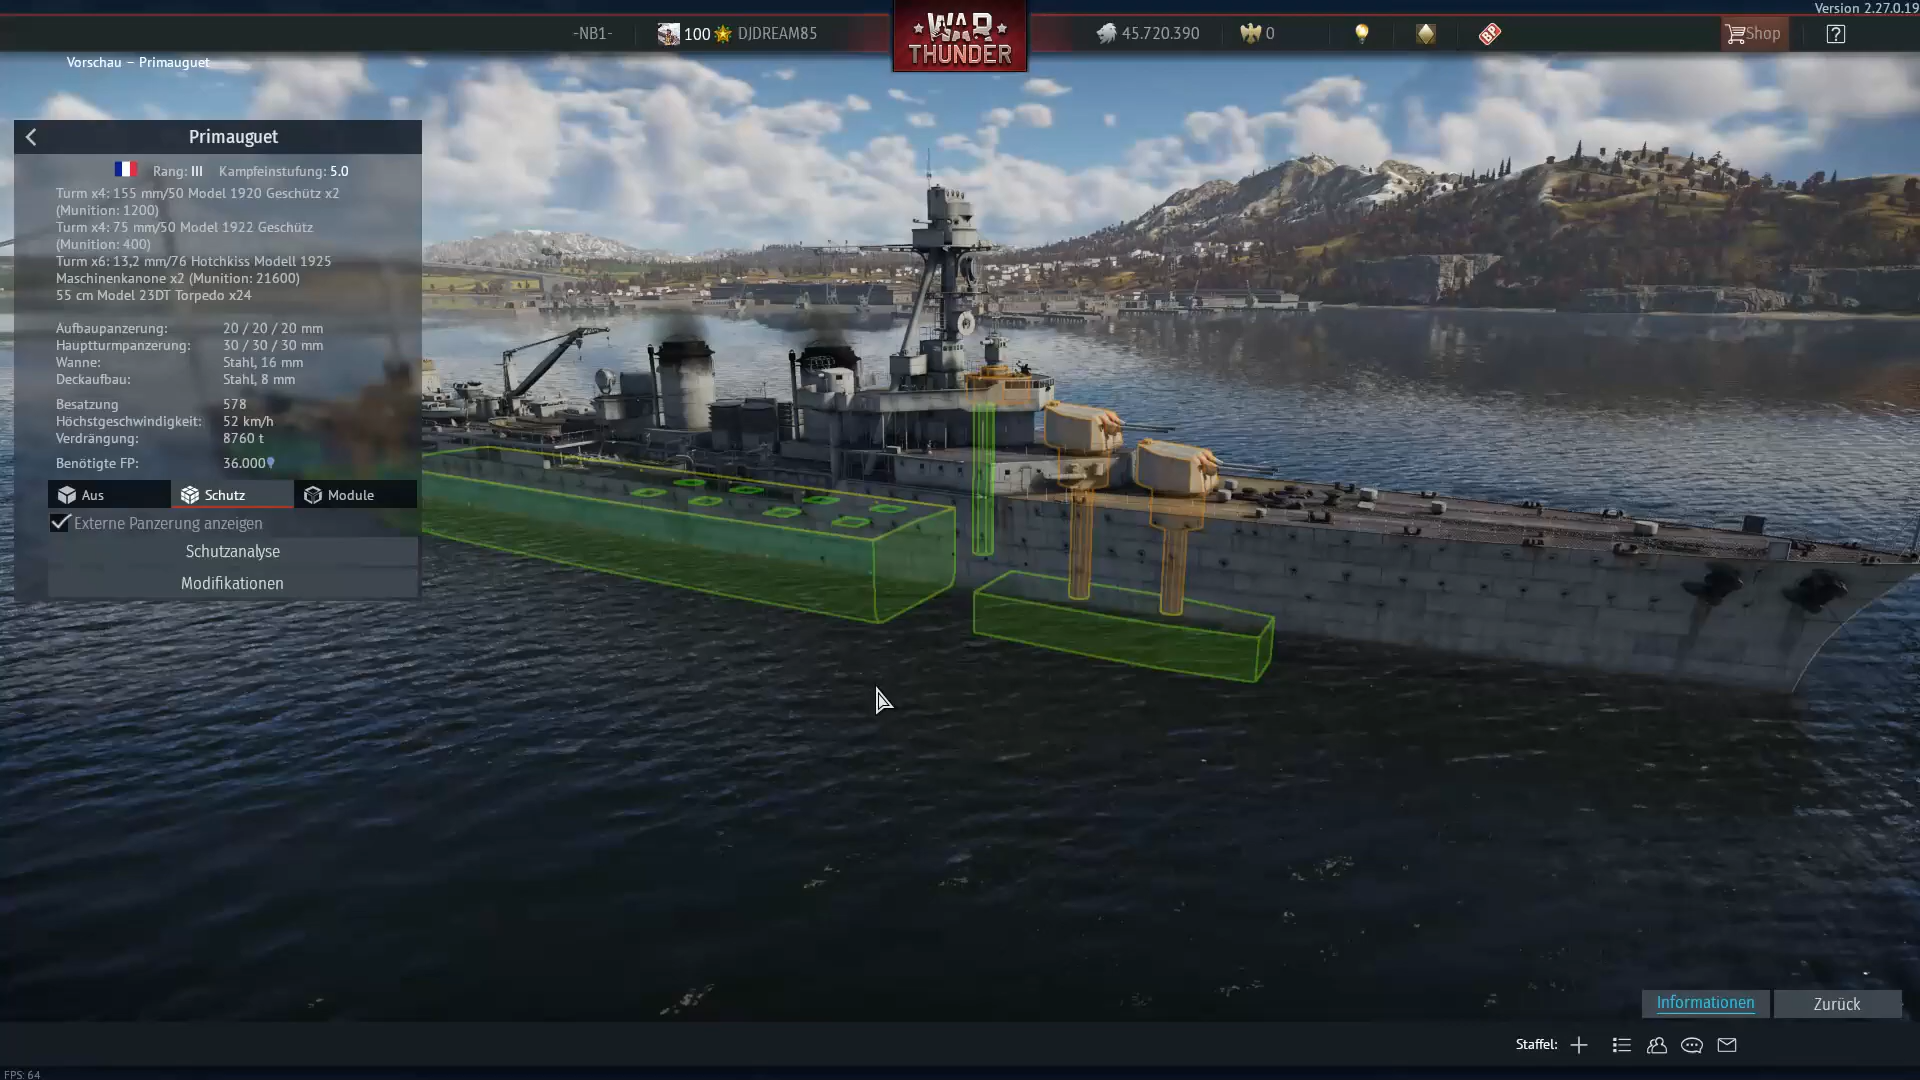 Version 2.27.0.19
-NB1-
100 DJDREAM85
WAR THUNDER
45.720.390
0
BP
Shop
?
Vorschau – Primauguet
Primauguet
Rang: III Kampfeinstufung: 5.0
Turm x4: 155 mm/50 Model 1920 Geschütz x2
(Munition: 1200)
Turm x4: 75 mm/50 Model 1922 Geschütz
(Munition: 400)
Turm x6: 13,2 mm/76 Hotchkiss Modell 1925
Maschinenkanone x2 (Munition: 21600)
55 cm Model 23DT Torpedo x24
Aufbaupanzerung: 20 / 20 / 20 mm
Hauptturmpanzerung: 30 / 30 / 30 mm
Wanne: Stahl, 16 mm
Deckaufbau: Stahl, 8 mm
Besatzung 578
Höchstgeschwindigkeit: 52 km/h
Verdrängung: 8760 t
Benötigte FP: 36.000
Aus Schutz Module
Externe Panzerung anzeigen
Schutzanalyse
Modifikationen
Informationen Zurück
Staffel:
FPS: 64